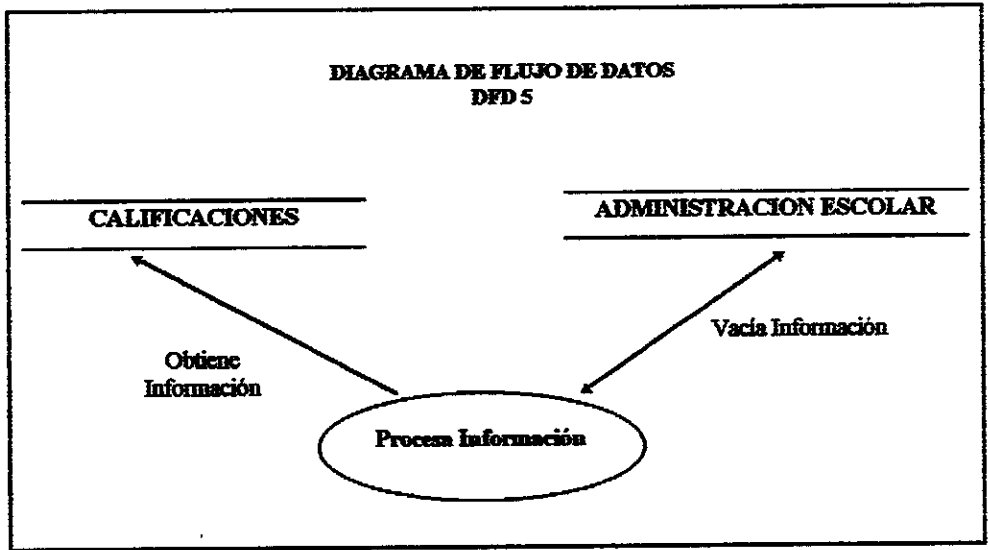 DIAGRAMA DE FLUJO DE DATOS
DFD 5
CALIFICACIONES
ADMINISTRACION ESCOLAR
Vacía Información
Obtiene
Información
Procesa Información